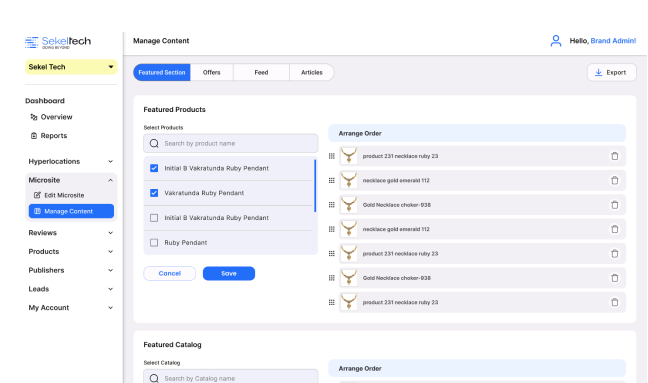 Sekel Tech
GOING BEYOND
Manage Content
Hello, Brand Admin!
Sekel Tech
Featured Section
Offers
Feed
Articles
Export
Dashboard
Overview
Reports
Hyperlocations
Microsite
Edit Microsite
Manage Content
Reviews
Products
Publishers
Leads
My Account
Featured Products
Select Products
Search by product name
Initial B Vakratunda Ruby Pendant
Vakratunda Ruby Pendant
Initial B Vakratunda Ruby Pendant
Ruby Pendant
Cancel
Save
Arrange Order
product 231 necklace ruby 23
necklace gold emerald 112
Gold Necklace choker-938
necklace gold emerald 112
product 231 necklace ruby 23
Gold Necklace choker-938
product 231 necklace ruby 23
Featured Catalog
Select Catalog
Search by Catalog name
Arrange Order